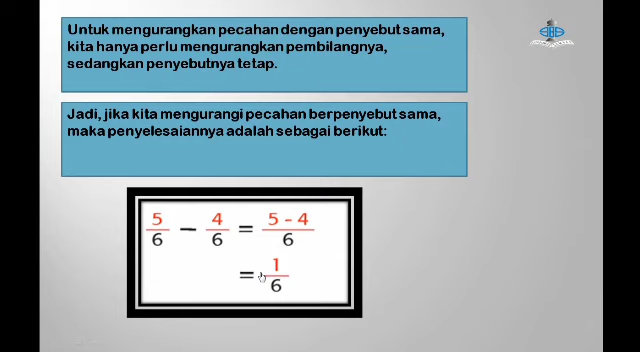 Untuk mengurangkan pecahan dengan penyebut sama,
kita hanya perlu mengurangkan pembilangnya,
sedangkan penyebutnya tetap.
Jadi, jika kita mengurangi pecahan berpenyebut sama,
maka penyelesaiannya adalah sebagai berikut:
5/6 − 4/6 = 5 - 4/6
= 1/6